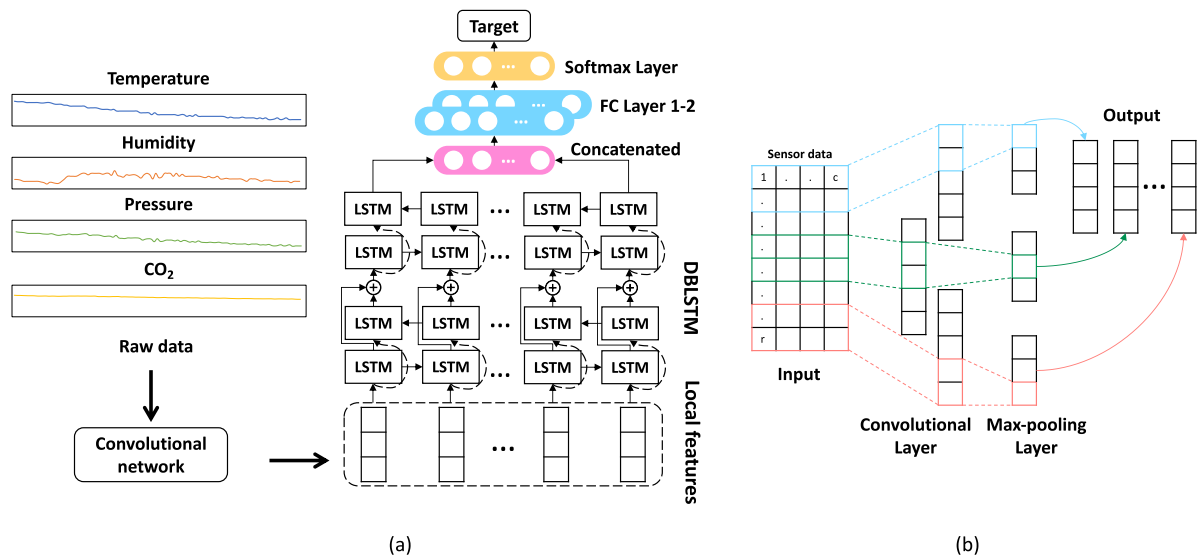 Temperature
Humidity
Pressure
CO₂
Raw data
Convolutional
network
Target
Softmax Layer
FC Layer 1-2
Concatenated
LSTM LSTM ... LSTM LSTM
LSTM LSTM ... LSTM LSTM
+ + + +
LSTM LSTM LSTM LSTM
LSTM LSTM ... LSTM LSTM
DBLSTM
Local features
...
(a)
Sensor data
1 . . c
.
.
.
.
.
.
r
Input
Convolutional
Layer
Max-pooling
Layer
Output
...
(b)